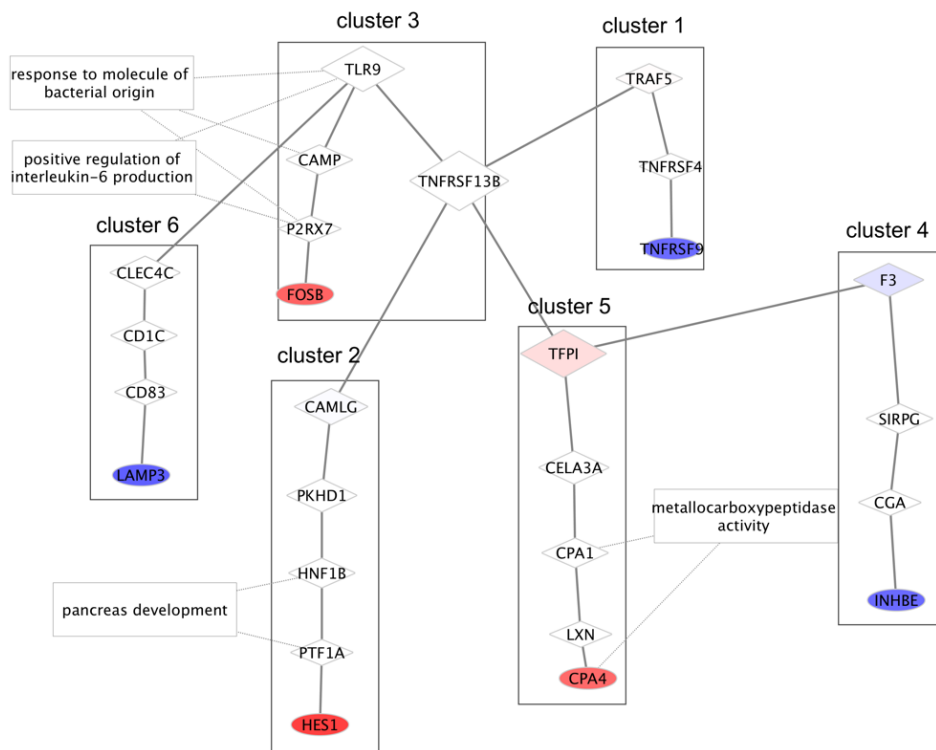 cluster 3
cluster 1
response to molecule of
bacterial origin
TLR9
TRAF5
positive regulation of
interleukin-6 production
CAMP
TNFRSF13B
TNFRSF4
P2RX7
cluster 6
TNFRSF9
cluster 4
CLEC4C
FOSB
F3
cluster 5
CD1C
cluster 2
TFPI
CD83
CAMLG
SIRPG
LAMP3
CELA3A
PKHD1
metallocarboxypeptidase
activity
CGA
CPA1
HNF1B
INHBE
pancreas development
LXN
PTF1A
CPA4
HES1